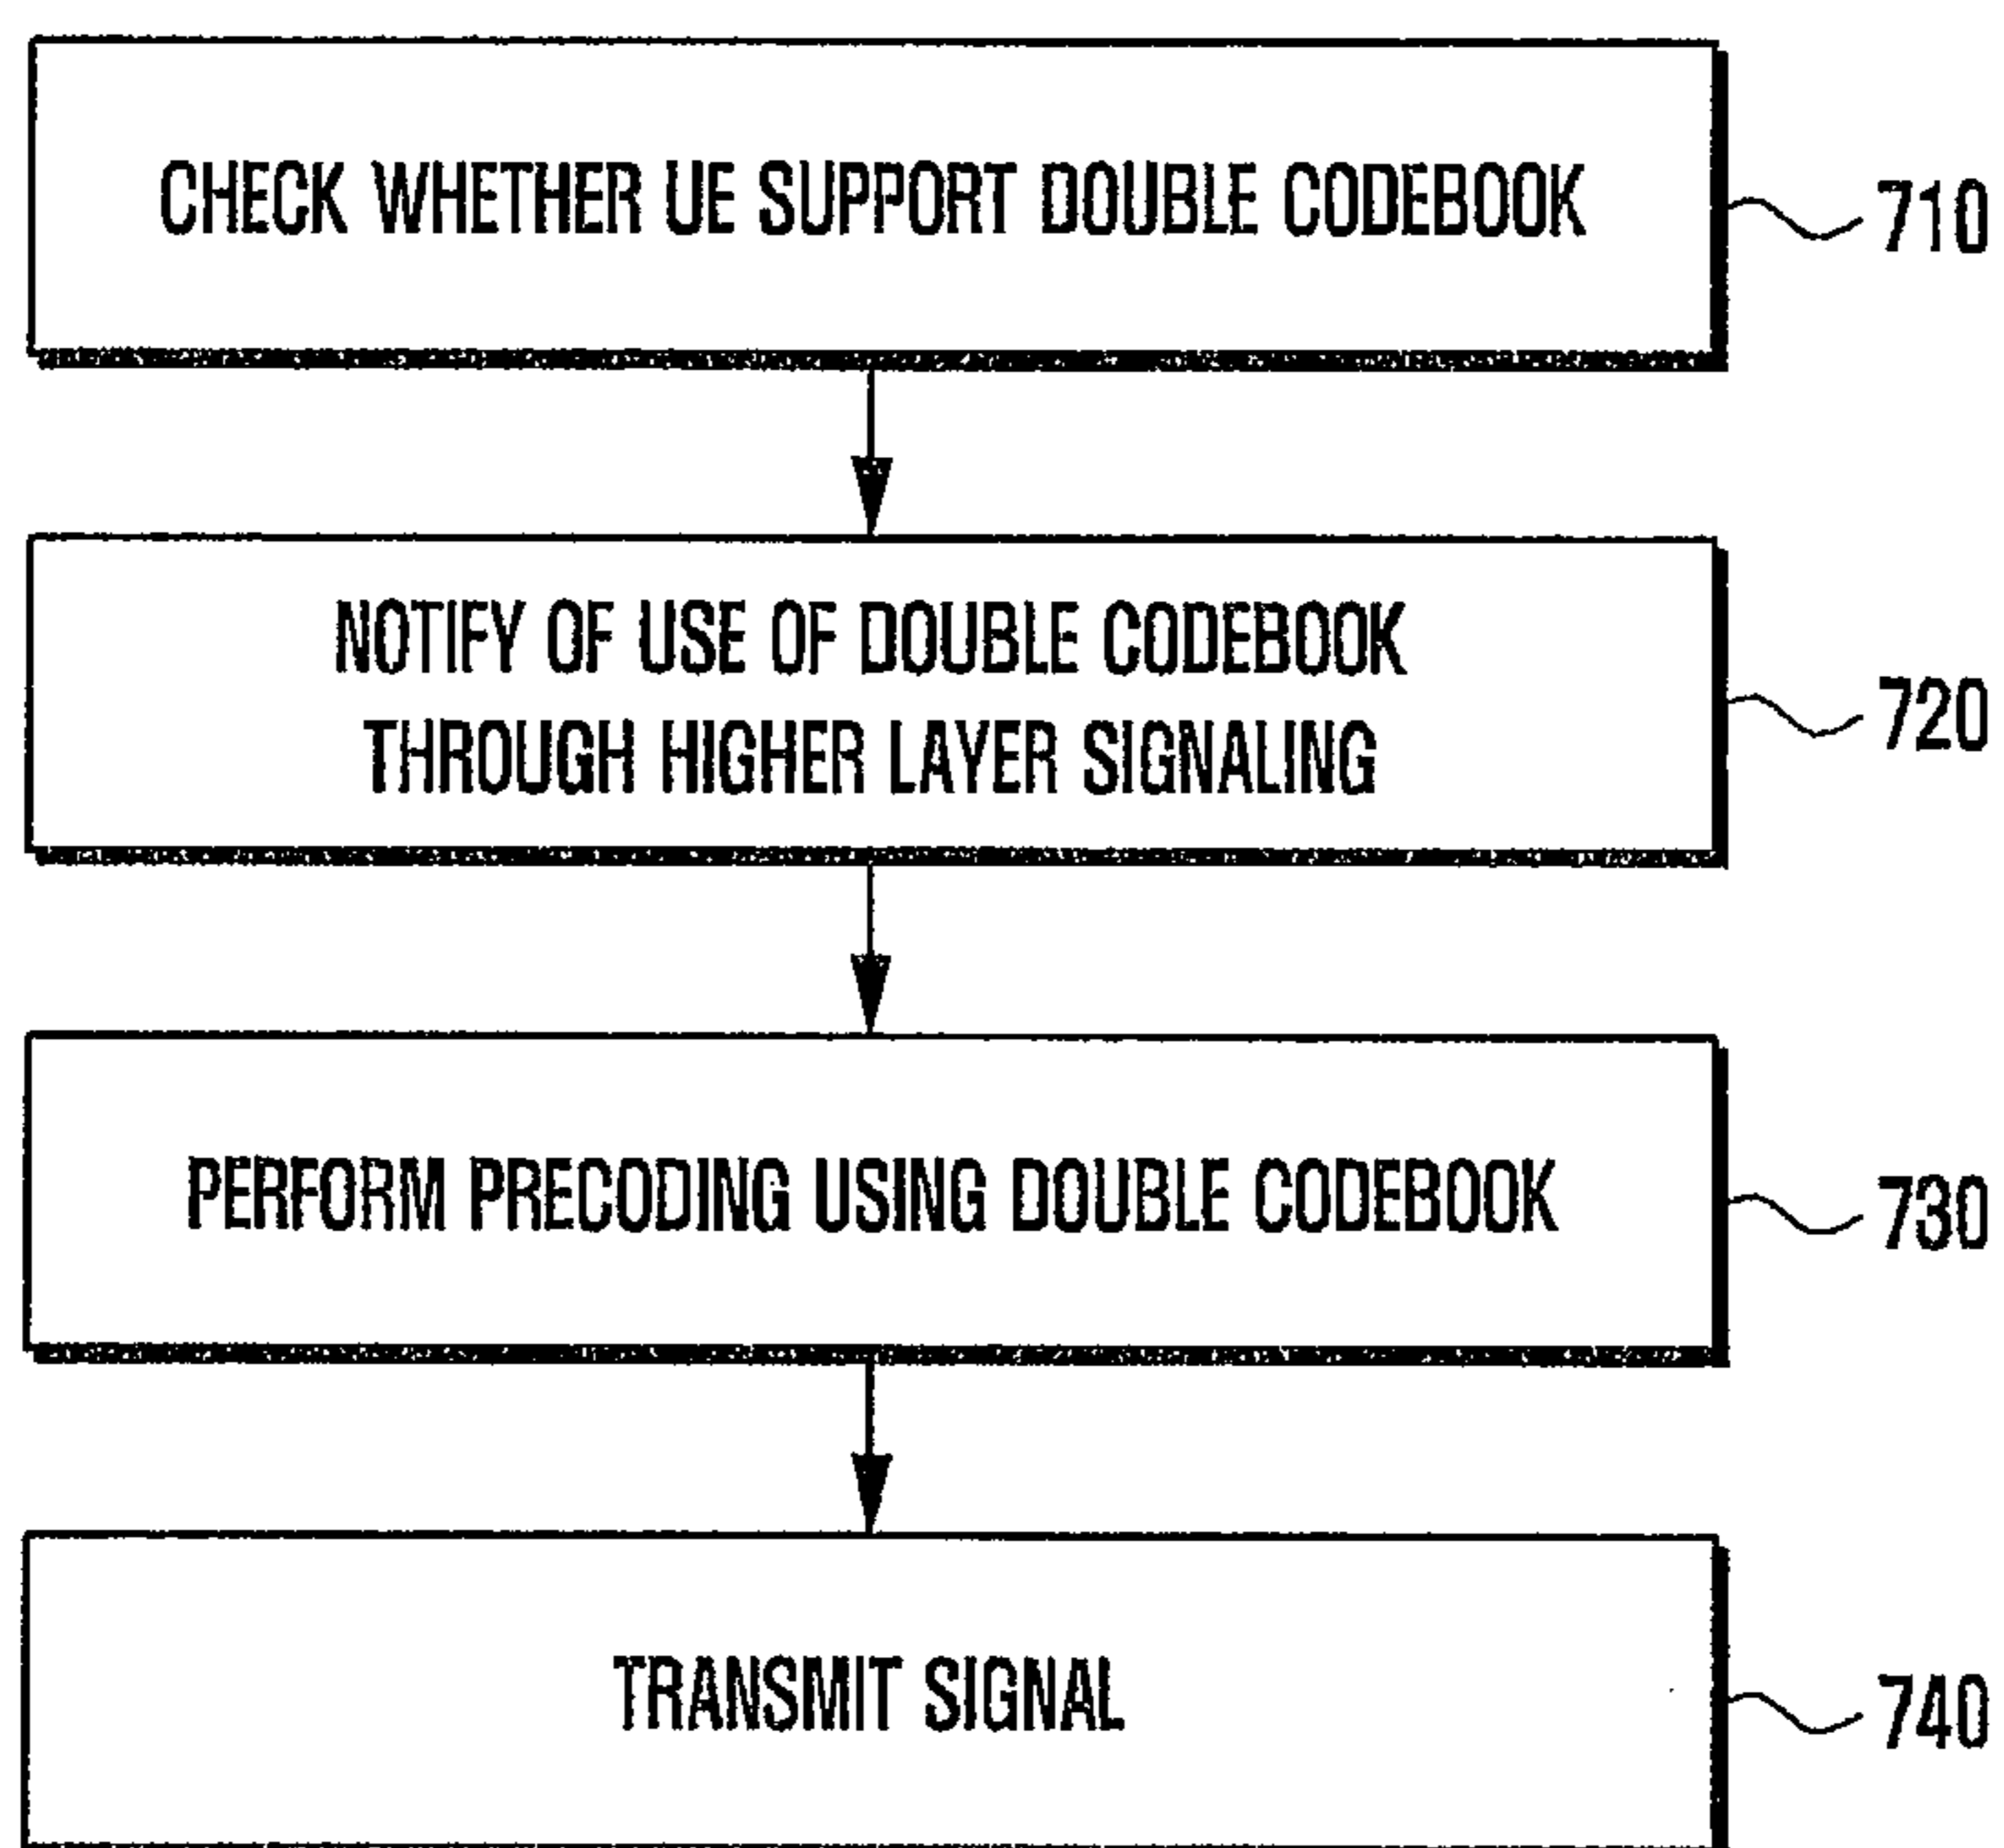 CHECK WHETHER UE SUPPORT DOUBLE CODEBOOK
710
NOTIFY OF USE OF DOUBLE CODEBOOK
THROUGH HIGHER LAYER SIGNALING
720
PERFORM PRECODING USING DOUBLE CODEBOOK
730
TRANSMIT SIGNAL
740